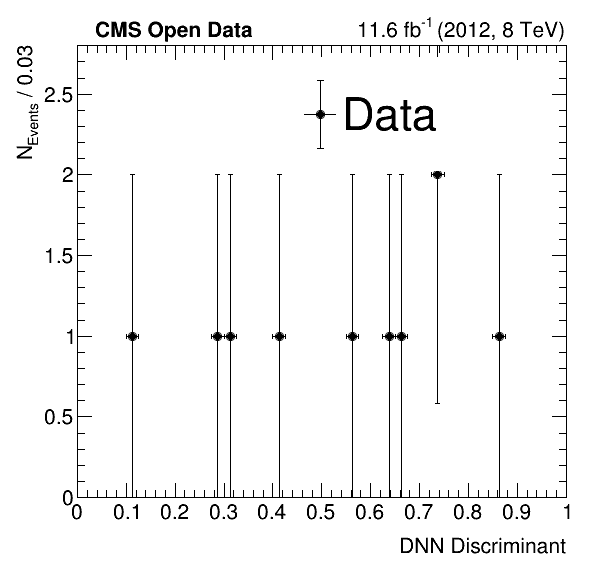 CMS Open Data 11.6 fb⁻¹ (2012, 8 TeV)
N_Events / 0.03
Data
2.5
2
1.5
1
0.5
0
0 0.1 0.2 0.3 0.4 0.5 0.6 0.7 0.8 0.9 1
DNN Discriminant